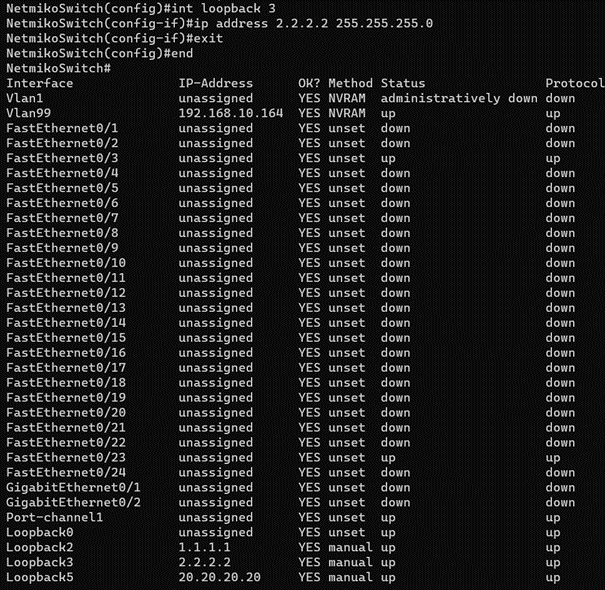 NetmikoSwitch(config)#int loopback 3
NetmikoSwitch(config-if)#ip address 2.2.2.2 255.255.255.0
NetmikoSwitch(config-if)#exit
NetmikoSwitch(config)#end
NetmikoSwitch#
Interface              IP-Address      OK? Method Status                Protocol
Vlan1                  unassigned      YES NVRAM  administratively down down
Vlan99                 192.168.10.164  YES NVRAM  up                    up
FastEthernet0/1        unassigned      YES unset  down                  down
FastEthernet0/2        unassigned      YES unset  down                  down
FastEthernet0/3        unassigned      YES unset  up                    up
FastEthernet0/4        unassigned      YES unset  down                  down
FastEthernet0/5        unassigned      YES unset  down                  down
FastEthernet0/6        unassigned      YES unset  down                  down
FastEthernet0/7        unassigned      YES unset  down                  down
FastEthernet0/8        unassigned      YES unset  down                  down
FastEthernet0/9        unassigned      YES unset  down                  down
FastEthernet0/10       unassigned      YES unset  down                  down
FastEthernet0/11       unassigned      YES unset  down                  down
FastEthernet0/12       unassigned      YES unset  down                  down
FastEthernet0/13       unassigned      YES unset  down                  down
FastEthernet0/14       unassigned      YES unset  down                  down
FastEthernet0/15       unassigned      YES unset  down                  down
FastEthernet0/16       unassigned      YES unset  down                  down
FastEthernet0/17       unassigned      YES unset  down                  down
FastEthernet0/18       unassigned      YES unset  down                  down
FastEthernet0/19       unassigned      YES unset  down                  down
FastEthernet0/20       unassigned      YES unset  down                  down
FastEthernet0/21       unassigned      YES unset  down                  down
FastEthernet0/22       unassigned      YES unset  down                  down
FastEthernet0/23       unassigned      YES unset  up                    up
FastEthernet0/24       unassigned      YES unset  down                  down
GigabitEthernet0/1     unassigned      YES unset  down                  down
GigabitEthernet0/2     unassigned      YES unset  down                  down
Port-channel1          unassigned      YES unset  up                    up
Loopback0              unassigned      YES unset  up                    up
Loopback2              1.1.1.1         YES manual up                    up
Loopback3              2.2.2.2         YES manual up                    up
Loopback5              20.20.20.20     YES manual up                    up